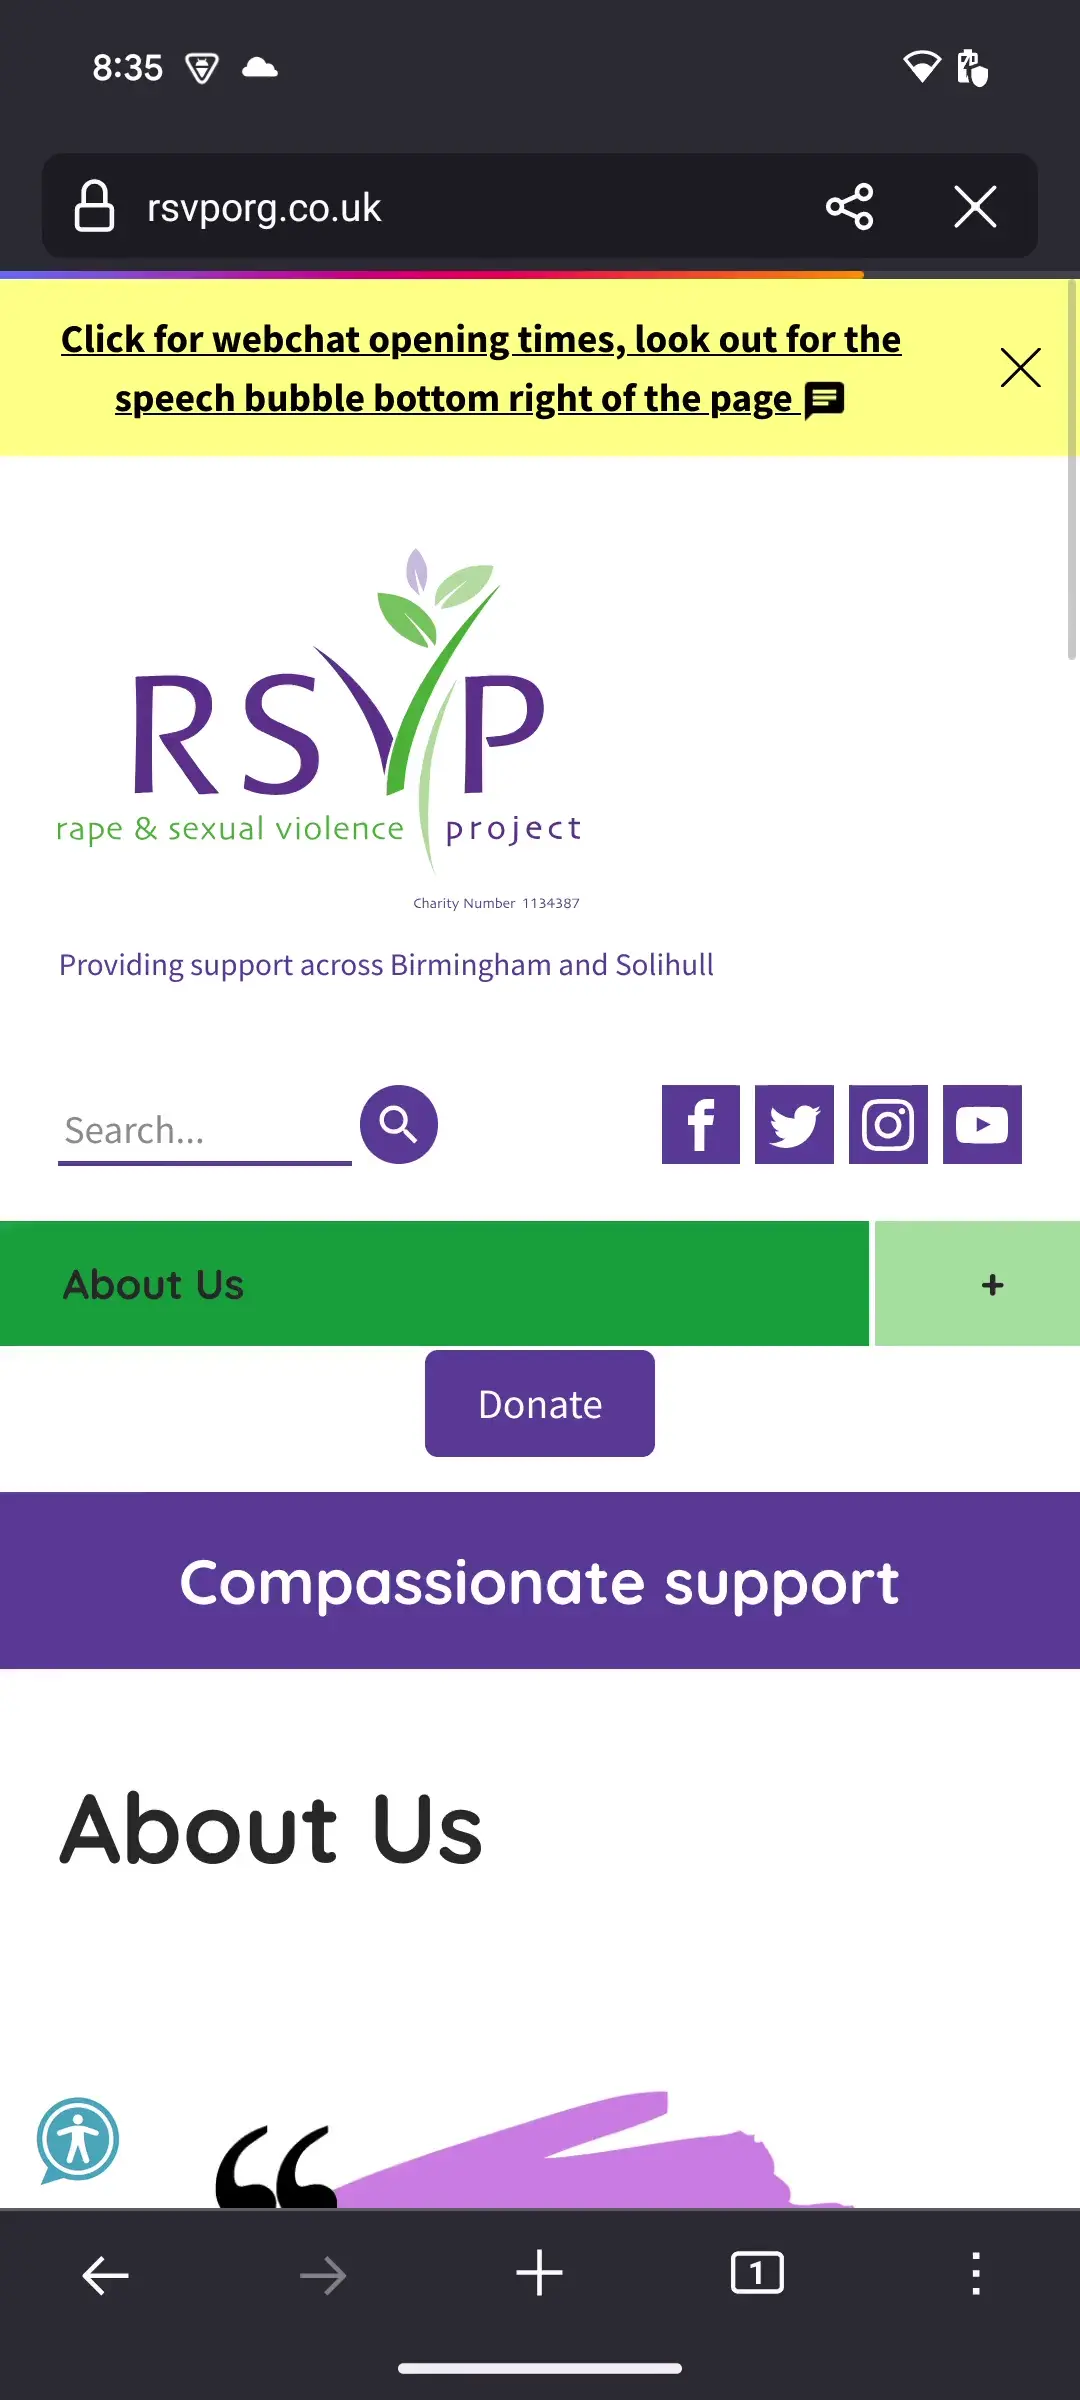 8:35
rsvporg.co.uk
Click for webchat opening times, look out for the
speech bubble bottom right of the page
RSVP
rape & sexual violence project
Charity Number 1134387
Providing support across Birmingham and Solihull
Search...
About Us
+
Donate
Compassionate support
About Us
“
1